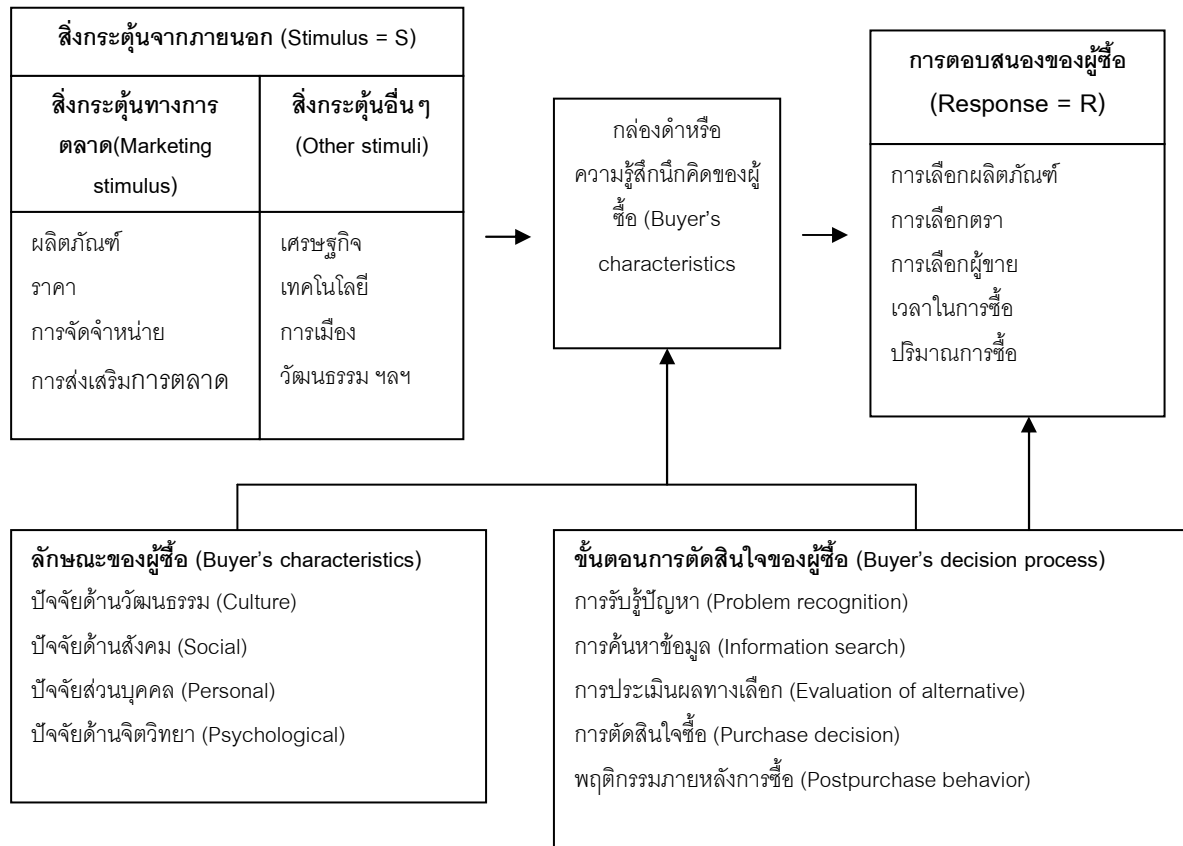 สิ่งกระตุ้นจากภายนอก (Stimulus = S)
สิ่งกระตุ้นทางการ
ตลาด(Marketing
stimulus)
สิ่งกระตุ้นอื่น ๆ
(Other stimuli)
ผลิตภัณฑ์
ราคา
การจัดจำหน่าย
การส่งเสริมการตลาด
เศรษฐกิจ
เทคโนโลยี
การเมือง
วัฒนธรรม ฯลฯ
กล่องดำหรือ
ความรู้สึกนึกคิดของผู้
ซื้อ (Buyer's
characteristics
การตอบสนองของผู้ซื้อ
(Response = R)
การเลือกผลิตภัณฑ์
การเลือกตรา
การเลือกผู้ขาย
เวลาในการซื้อ
ปริมาณการซื้อ
ลักษณะของผู้ซื้อ (Buyer's characteristics)
ปัจจัยด้านวัฒนธรรม (Culture)
ปัจจัยด้านสังคม (Social)
ปัจจัยส่วนบุคคล (Personal)
ปัจจัยด้านจิตวิทยา (Psychological)
ขั้นตอนการตัดสินใจของผู้ซื้อ (Buyer's decision process)
การรับรู้ปัญหา (Problem recognition)
การค้นหาข้อมูล (Information search)
การประเมินผลทางเลือก (Evaluation of alternative)
การตัดสินใจซื้อ (Purchase decision)
พฤติกรรมภายหลังการซื้อ (Postpurchase behavior)